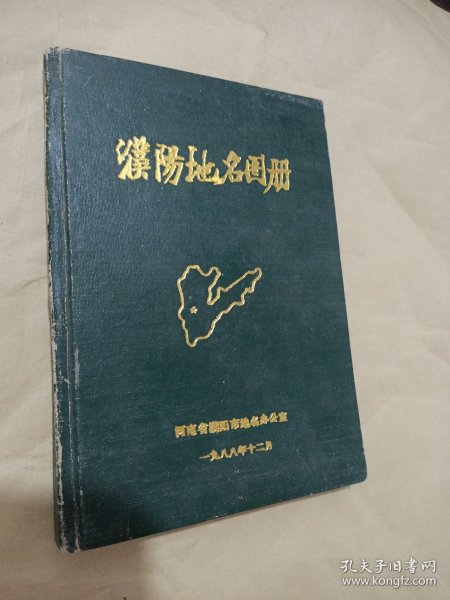 濮陽地名图册
河南省濮阳市地名办公室
一九八八年十二月
孔夫子旧书网
www.kongfz.com